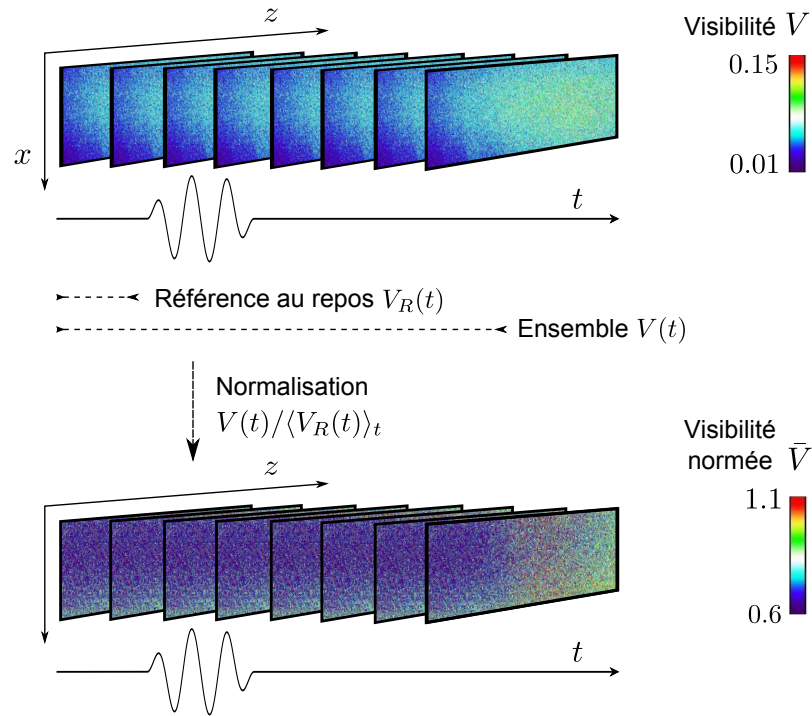 z
Visibilité V
0.15
x
0.01
t
Référence au repos V_R(t)
Ensemble V(t)
Normalisation
V(t)/⟨V_R(t)⟩_t
z
Visibilité
normée V̄
1.1
0.6
t